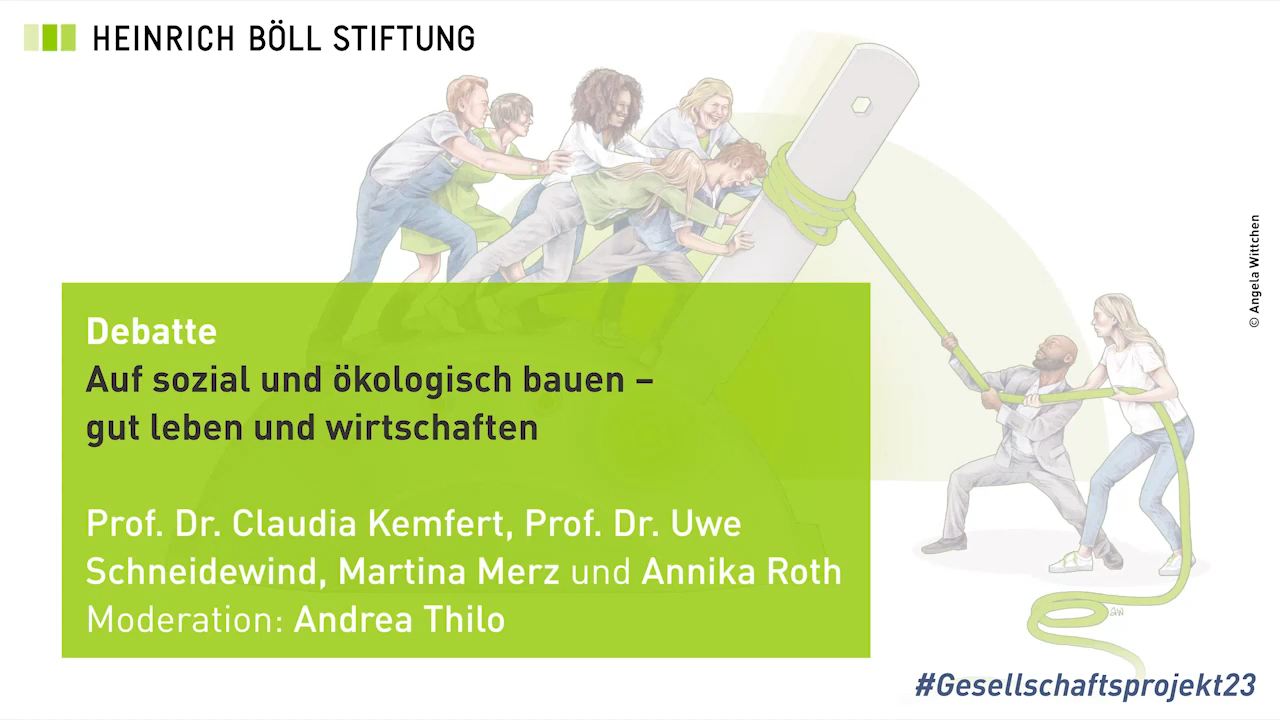 HEINRICH BÖLL STIFTUNG
Debatte
Auf sozial und ökologisch bauen –
gut leben und wirtschaften
Prof. Dr. Claudia Kemfert, Prof. Dr. Uwe
Schneidewind, Martina Merz und Annika Roth
Moderation: Andrea Thilo
© Angela Wittchen
#Gesellschaftsprojekt23